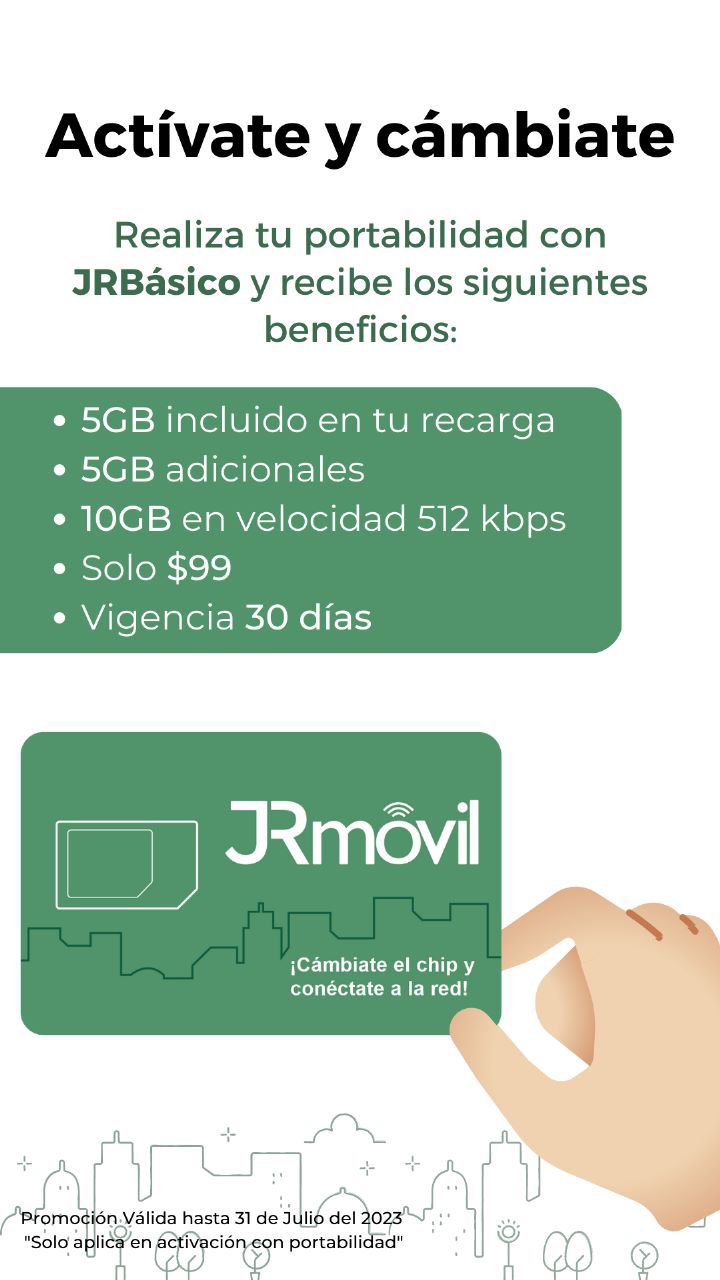 Actívate y cámbiate
Realiza tu portabilidad con
JRBásico y recibe los siguientes
beneficios:
• 5GB incluido en tu recarga
• 5GB adicionales
• 10GB en velocidad 512 kbps
• Solo $99
• Vigencia 30 días
JRmóvil
¡Cámbiate el chip y
conéctate a la red!
Promoción Válida hasta 31 de Julio del 2023
"Solo aplica en activación con portabilidad"